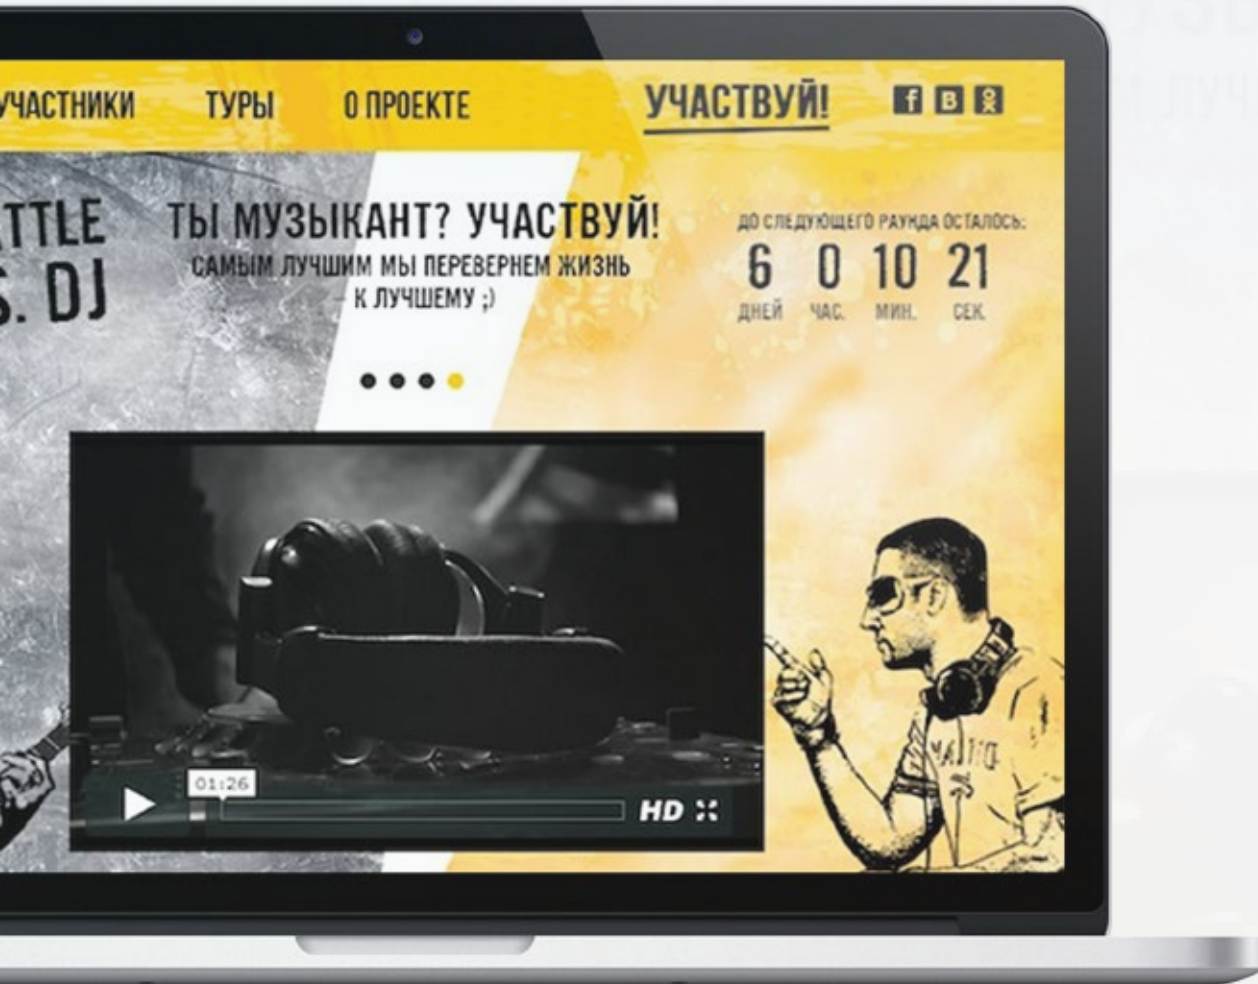 УЧАСТНИКИ ТУРЫ О ПРОЕКТЕ УЧАСТВУЙ!
TTLE
S. DJ
ТЫ МУЗЫКАНТ? УЧАСТВУЙ!
САМЫМ ЛУЧШИМ МЫ ПЕРЕВЕРНЕМ ЖИЗНЬ
К ЛУЧШЕМУ ;)
ДО СЛЕДУЮЩЕГО РАУНДА ОСТАЛОСЬ:
6 0 10 21
ДНЕЙ ЧАС. МИН. СЕК.
01:26
HD